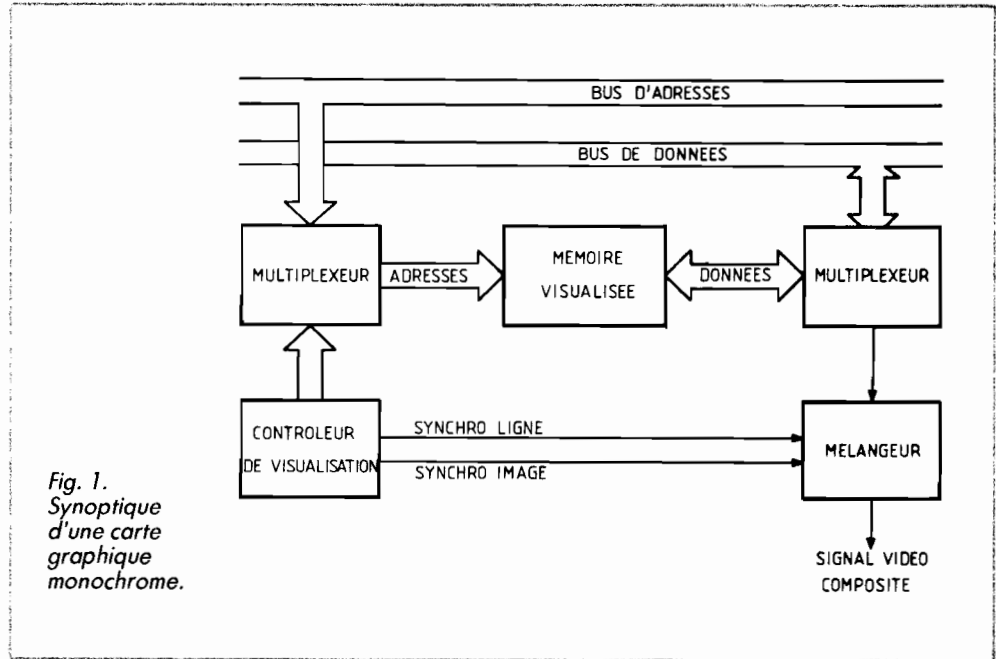 BUS D'ADRESSES
BUS DE DONNEES
MULTIPLEXEUR
ADRESSES
MEMOIRE
VISUALISEE
DONNEES
MULTIPLEXEUR
CONTROLEUR
DE VISUALISATION
SYNCHRO LIGNE
SYNCHRO IMAGE
MELANGEUR
SIGNAL VIDEO
COMPOSITE
Fig. 1.
Synoptique
d'une carte
graphique
monochrome.